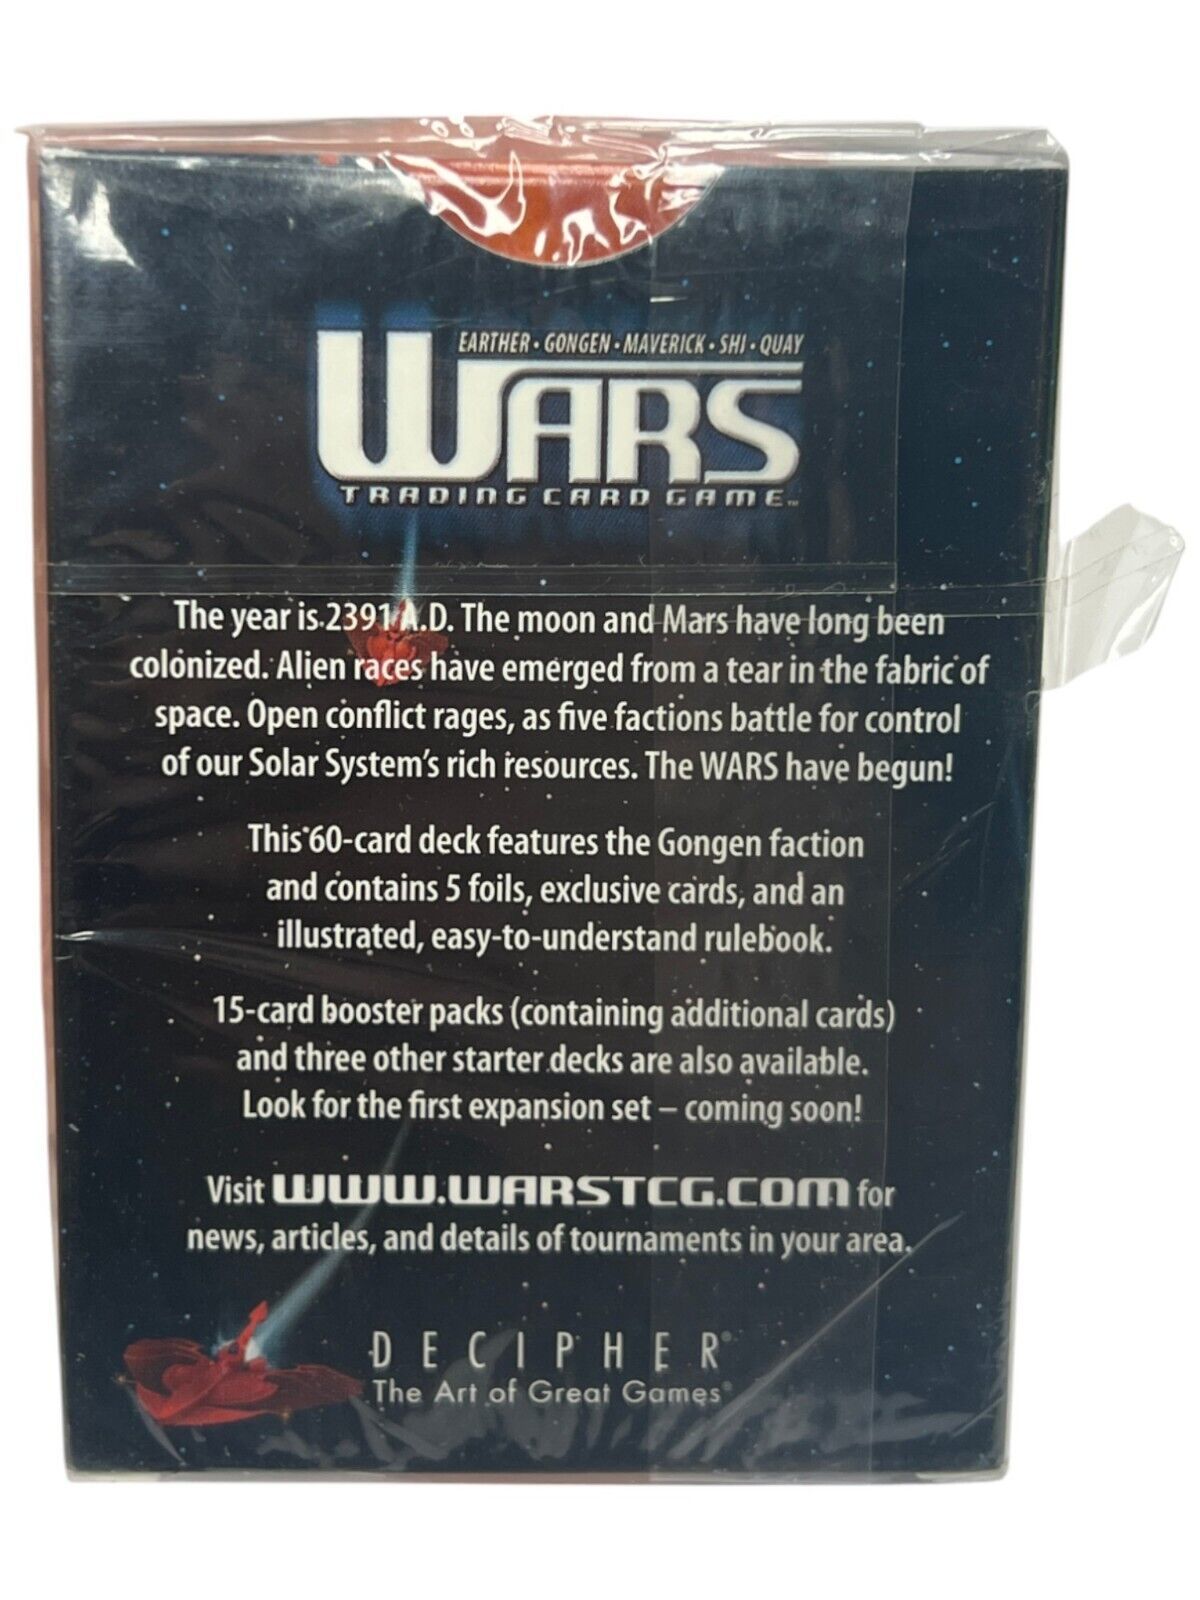 EARTHER • GONGEN • MAVERICK • SHI • QUAY
WARS
TRADING CARD GAME™
The year is 2391 A.D. The moon and Mars have long been
colonized. Alien races have emerged from a tear in the fabric of
space. Open conflict rages, as five factions battle for control
of our Solar System's rich resources. The WARS have begun!
This 60-card deck features the Gongen faction
and contains 5 foils, exclusive cards, and an
illustrated, easy-to-understand rulebook.
15-card booster packs (containing additional cards)
and three other starter decks are also available.
Look for the first expansion set – coming soon!
Visit WWW.WARSTCG.COM for
news, articles, and details of tournaments in your area.
DECIPHER®
The Art of Great Games®